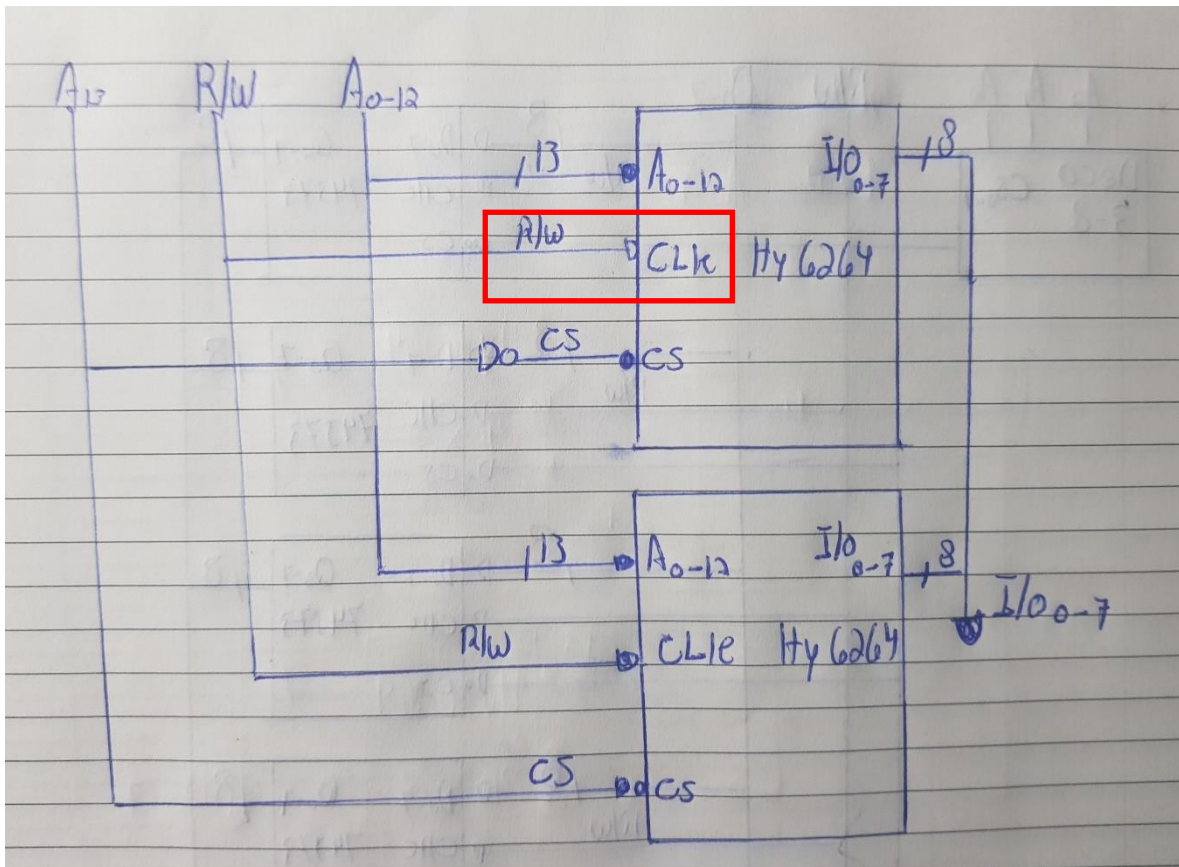 A13 R/W A0-12
13 A0-12 I/O0-7 8
R/W CLK Hy 6264
CS CS
13 A0-12 I/O0-7 8
I/O0-7
R/W CLK Hy 6264
CS CS